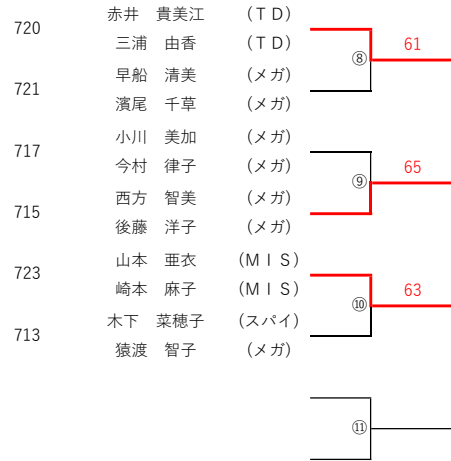 720 赤井　貴美江 (ＴＤ)
三浦　由香 (ＴＤ)
⑧ 61
721 早船　清美 (メガ)
濱尾　千草 (メガ)
717 小川　美加 (メガ)
今村　律子 (メガ)
⑨ 65
715 西方　智美 (メガ)
後藤　洋子 (メガ)
723 山本　亜衣 (ＭＩＳ)
崎本　麻子 (ＭＩＳ)
⑩ 63
713 木下　菜穂子 (スパイ)
猿渡　智子 (メガ)
⑪